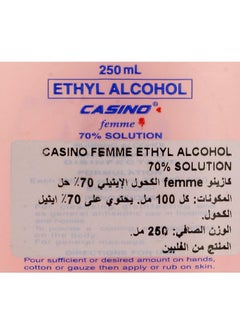 250 mL
ETHYL ALCOHOL
CASINO®
femme
70% SOLUTION
CASINO FEMME ETHYL ALCOHOL
70% SOLUTION
كازينو femme الكحول الإيثيلي 70٪ حل
المكونات: كل 100 مل. يحتوي على 70٪ ايثيل
الكحول.
الوزن الصافي: 250 مل.
المنتج من الفلبين
Pour sufficient or desired amount on hands,
cotton or gauze then apply or rub on skin.